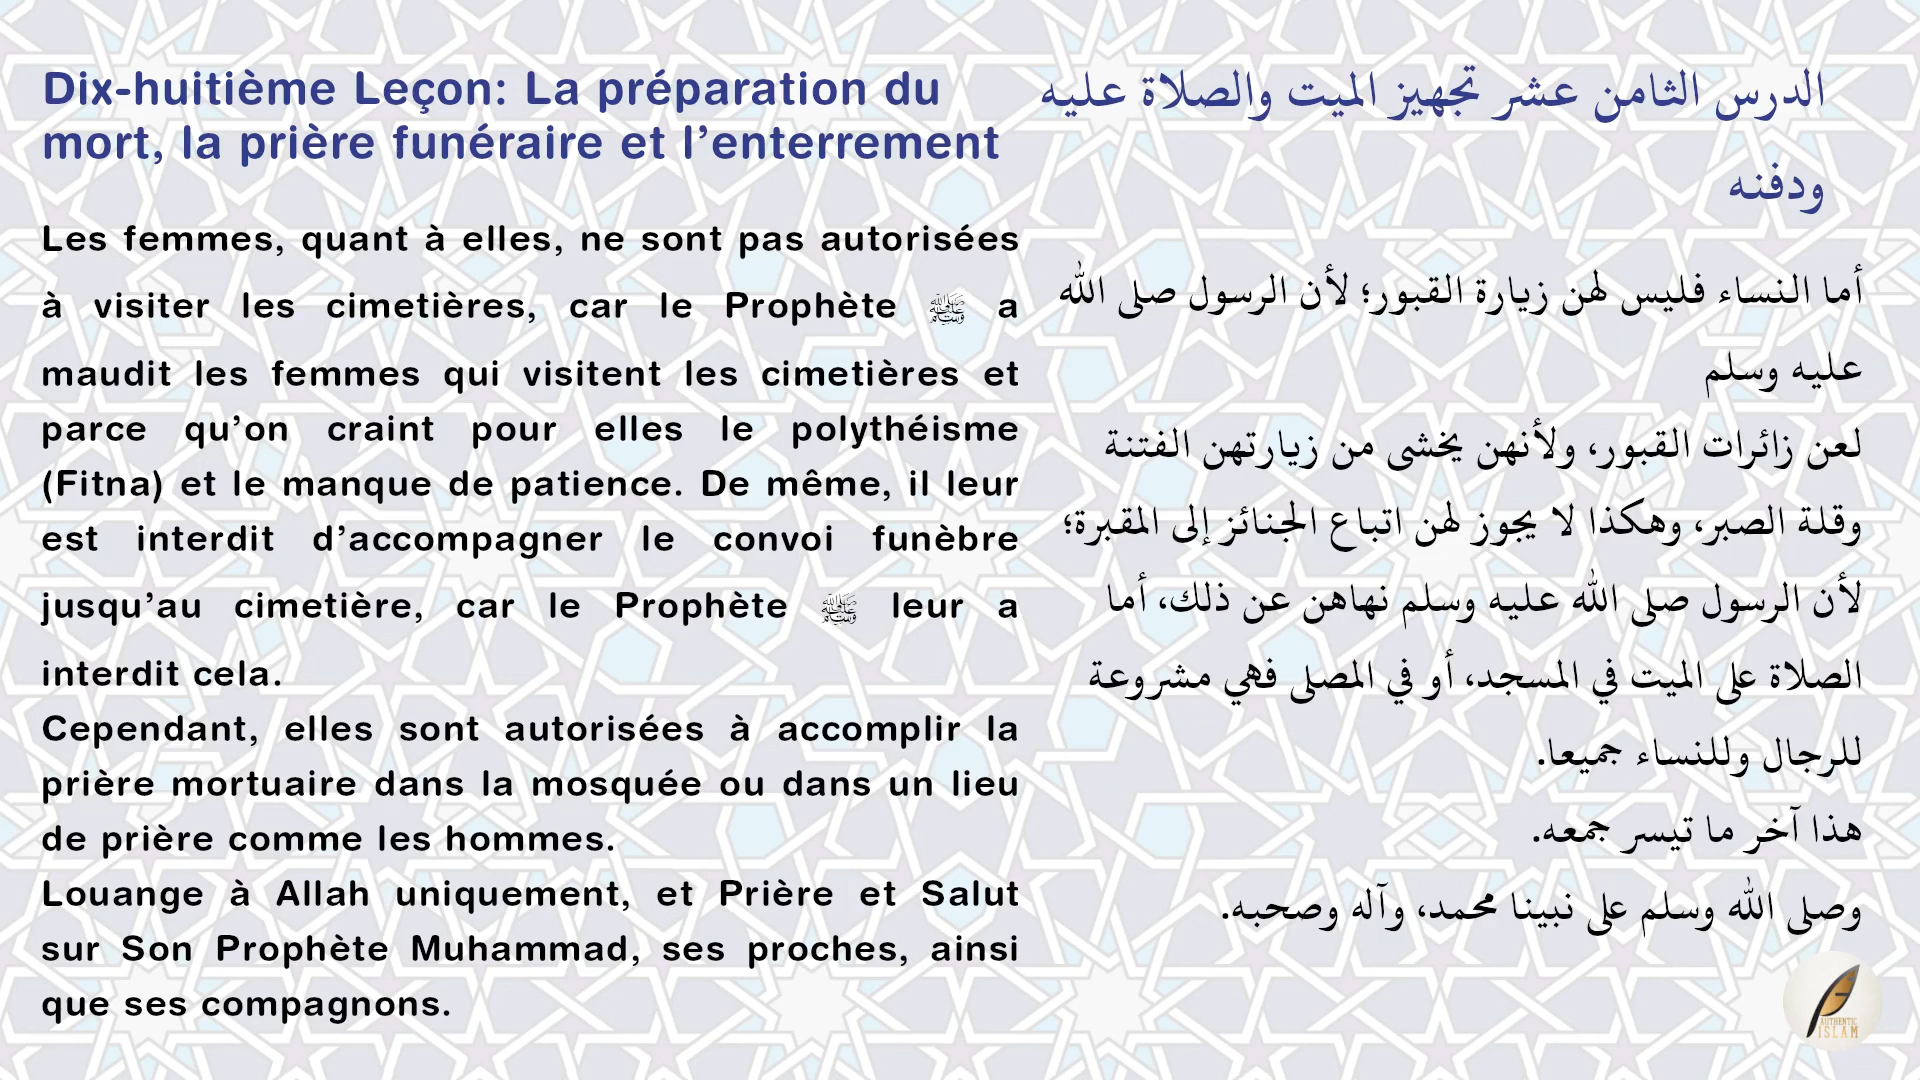 Dix-huitième Leçon: La préparation du
mort, la prière funéraire et l’enterrement
Les femmes, quant à elles, ne sont pas autorisées
à visiter les cimetières, car le Prophète ﷺ a
maudit les femmes qui visitent les cimetières et
parce qu’on craint pour elles le polythéisme
(Fitna) et le manque de patience. De même, il leur
est interdit d’accompagner le convoi funèbre
jusqu’au cimetière, car le Prophète ﷺ leur a
interdit cela.
Cependant, elles sont autorisées à accomplir la
prière mortuaire dans la mosquée ou dans un lieu
de prière comme les hommes.
Louange à Allah uniquement, et Prière et Salut
sur Son Prophète Muhammad, ses proches, ainsi
que ses compagnons.
الدرس الثامن عشر تجهيز الميت والصلاة عليه
ودفنه
أما النساء فليس لهن زيارة القبور؛ لأن الرسول صلى الله
عليه وسلم
لعن زائرات القبور، ولأنهن يخشى من زيارتهن الفتنة
وقلة الصبر، وهكذا لا يجوز لهن اتباع الجنائز إلى المقبرة؛
لأن الرسول صلى الله عليه وسلم نهاهن عن ذلك، أما
الصلاة على الميت في المسجد، أو في المصلى فهي مشروعة
للرجال وللنساء جميعا.
هذا آخر ما تيسر جمعه.
وصلى الله وسلم على نبينا محمد، وآله وصحبه.
AUTHENTIC
ISLAM